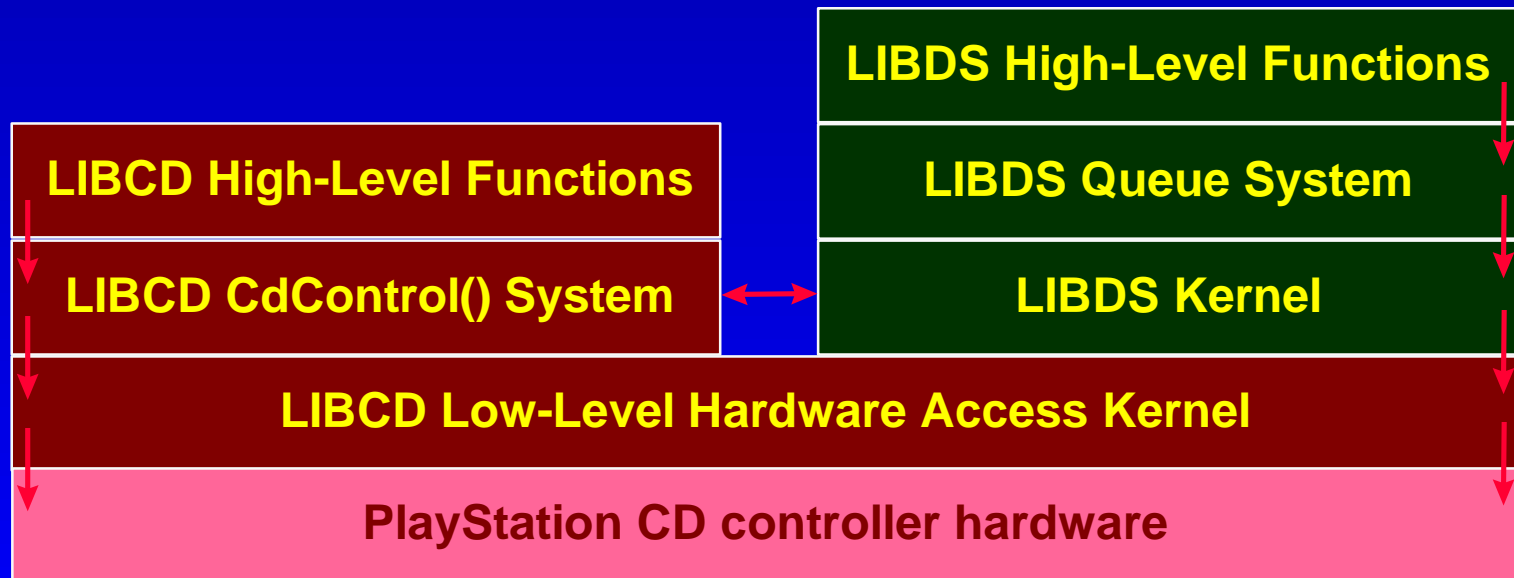 LIBDS High-Level Functions
LIBCD High-Level Functions
LIBDS Queue System
LIBCD CdControl() System
LIBDS Kernel
LIBCD Low-Level Hardware Access Kernel
PlayStation CD controller hardware